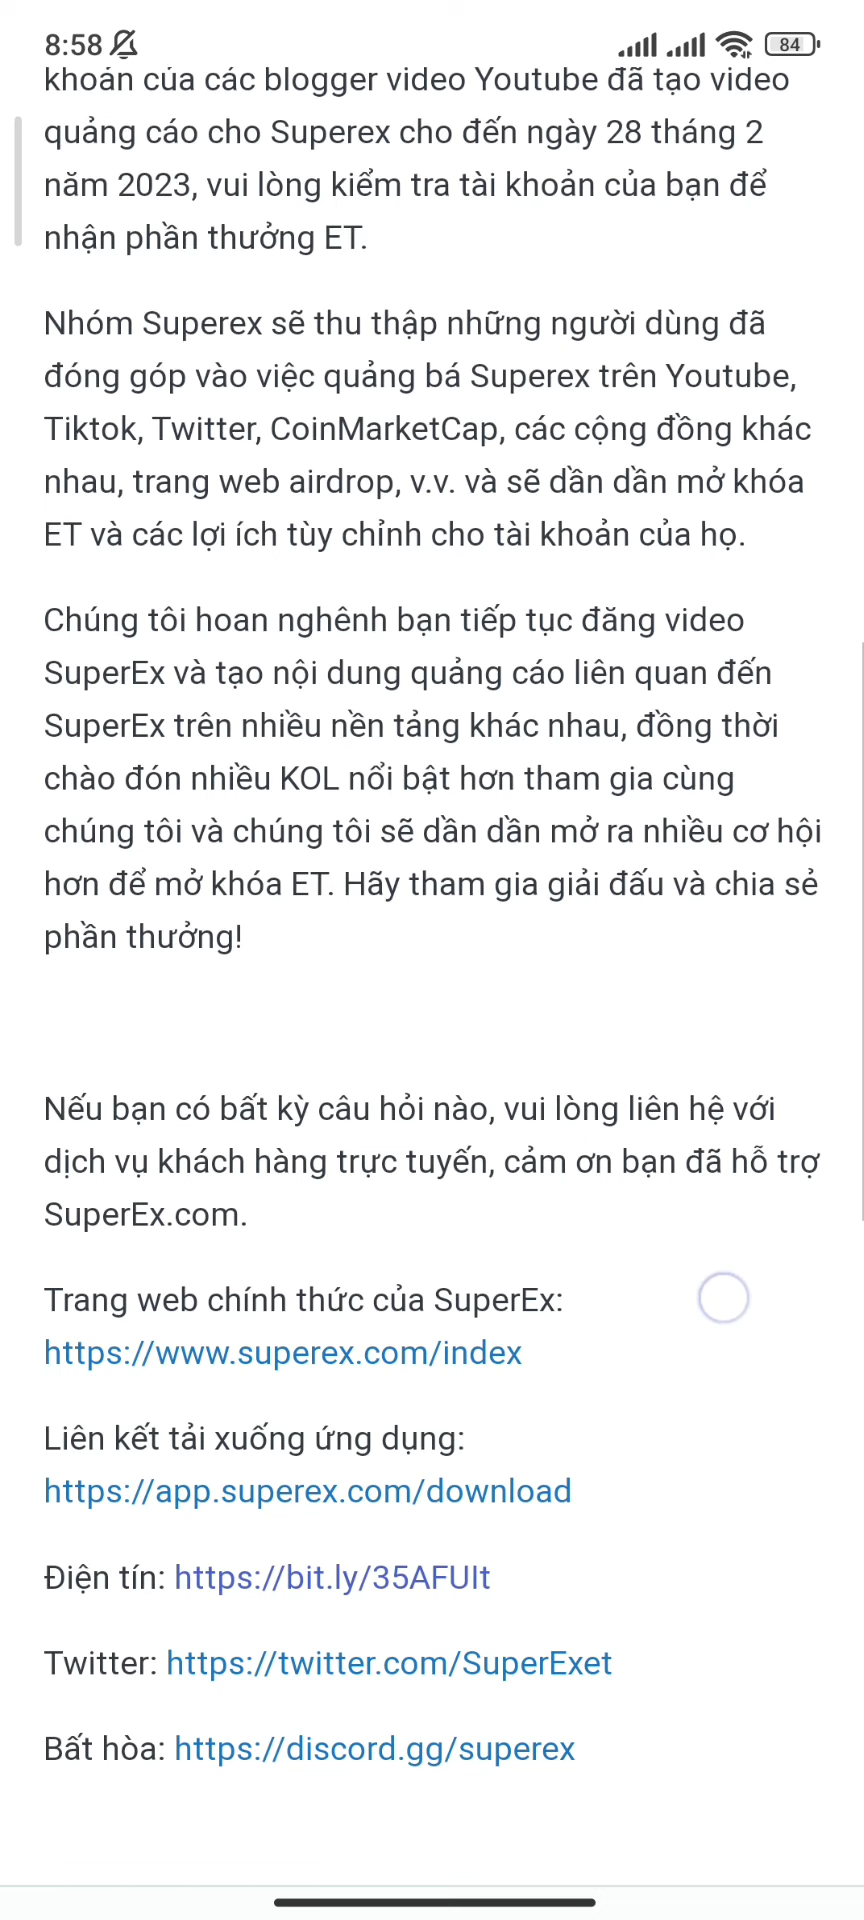 8:58
84
khoản của các blogger video Youtube đã tạo video
quảng cáo cho Superex cho đến ngày 28 tháng 2
năm 2023, vui lòng kiểm tra tài khoản của bạn để
nhận phần thưởng ET.
Nhóm Superex sẽ thu thập những người dùng đã
đóng góp vào việc quảng bá Superex trên Youtube,
Tiktok, Twitter, CoinMarketCap, các cộng đồng khác
nhau, trang web airdrop, v.v. và sẽ dần dần mở khóa
ET và các lợi ích tùy chỉnh cho tài khoản của họ.
Chúng tôi hoan nghênh bạn tiếp tục đăng video
SuperEx và tạo nội dung quảng cáo liên quan đến
SuperEx trên nhiều nền tảng khác nhau, đồng thời
chào đón nhiều KOL nổi bật hơn tham gia cùng
chúng tôi và chúng tôi sẽ dần dần mở ra nhiều cơ hội
hơn để mở khóa ET. Hãy tham gia giải đấu và chia sẻ
phần thưởng!
Nếu bạn có bất kỳ câu hỏi nào, vui lòng liên hệ với
dịch vụ khách hàng trực tuyến, cảm ơn bạn đã hỗ trợ
SuperEx.com.
Trang web chính thức của SuperEx:
https://www.superex.com/index
Liên kết tải xuống ứng dụng:
https://app.superex.com/download
Điện tín: https://bit.ly/35AFUIt
Twitter: https://twitter.com/SuperExet
Bất hòa: https://discord.gg/superex